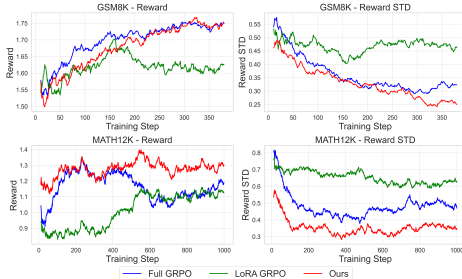 GSM8K - Reward
GSM8K - Reward STD
Reward
1.75
1.70
1.65
1.60
1.55
1.50
0 50 100 150 200 250 300 350
Training Step
Reward STD
0.55
0.50
0.45
0.40
0.35
0.30
0.25
0 50 100 150 200 250 300 350
Training Step
MATH12K - Reward
MATH12K - Reward STD
Reward
1.4
1.3
1.2
1.1
1.0
0.9
0 200 400 600 800 1000
Training Step
Reward STD
0.8
0.7
0.6
0.5
0.4
0.3
0 200 400 600 800 1000
Training Step
Full GRPO LoRA GRPO Ours